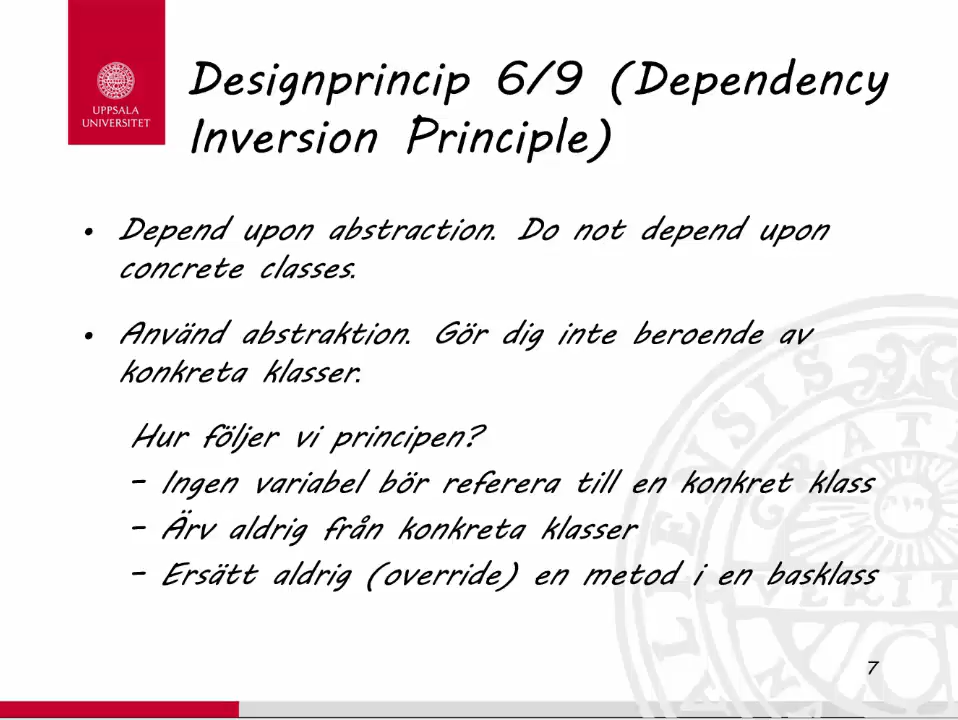 UPPSALA
UNIVERSITET
Designprincip 6/9 (Dependency
Inversion Principle)
• Depend upon abstraction. Do not depend upon
concrete classes.
• Använd abstraktion. Gör dig inte beroende av
konkreta klasser.
Hur följer vi principen?
- Ingen variabel bör referera till en konkret klass
- Ärv aldrig från konkreta klasser
- Ersätt aldrig (override) en metod i en basklass
7